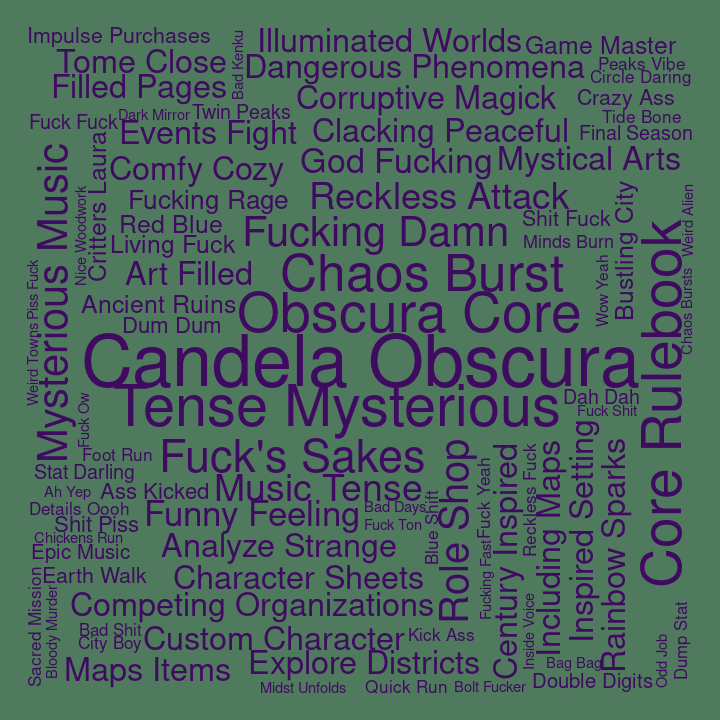 Impulse Purchases
Illuminated Worlds
Game Master
Tome Close
Bad Kenku
Dangerous Phenomena
Peaks Vibe
Circle Daring
Filled Pages
Corruptive Magick
Crazy Ass
Fuck Fuck
Dark Mirror
Twin Peaks
Tide Bone
Events Fight
Clacking Peaceful
Final Season
Mysterious Music
Critters Laura
Comfy Cozy
God Fucking
Mystical Arts
Nice Woodwork
Fucking Rage
Reckless Attack
Bustling City
Weird Alien
Red Blue
Fucking Damn
Shit Fuck
Living Fuck
Minds Burn
Core Rulebook
Piss Fuck
Art Filled
Chaos Burst
Wow Yeah
Chaos Bursts
Ancient Ruins
Obscura Core
Dum Dum
Weird Towns
Candela Obscura
Fuck Ow
Tense Mysterious
Dah Dah
Fuck Shit
Foot Run
Fuck's Sakes
Role Shop
Fuck Yeah
Century Inspired
Reckless Fuck
Including Maps
Inspired Setting
Rainbow Sparks
Stat Darling
Ah Yep
Ass Kicked
Music Tense
Blue Shift
Details Oooh
Funny Feeling
Bad Days
Shit Piss
Fuck Ton
Chickens Run
Epic Music
Analyze Strange
Fucking Fast
Earth Walk
Character Sheets
Sacred Mission
Bloody Murder
Competing Organizations
Inside Voice
Odd Job
Dump Stat
Bad Shit
City Boy
Custom Character
Kick Ass
Maps Items
Explore Districts
Bag Bag
Midst Unfolds
Quick Run
Bolt Fucker
Double Digits